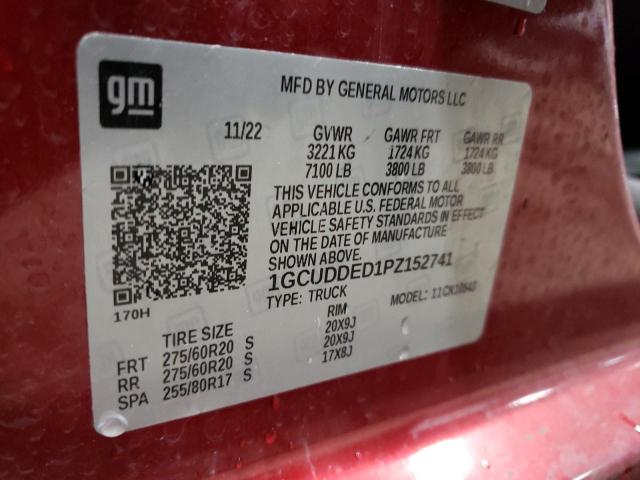 gm
MFD BY GENERAL MOTORS LLC
11/22 GVWR GAWR FRT GAWR RR
3221 KG 1724 KG 1724 KG
7100 LB 3800 LB 3800 LB
THIS VEHICLE CONFORMS TO ALL
APPLICABLE U.S. FEDERAL MOTOR
VEHICLE SAFETY STANDARDS IN EFFECT
ON THE DATE OF MANUFACTURE
SHOWN ABOVE.
1GCUDDED1PZ152741
TYPE: TRUCK MODEL:
170H
TIRE SIZE RIM
FRT 275/60R20 S 20X9J
RR 275/60R20 S 20X9J
SPA 255/80R17 S 17X8J